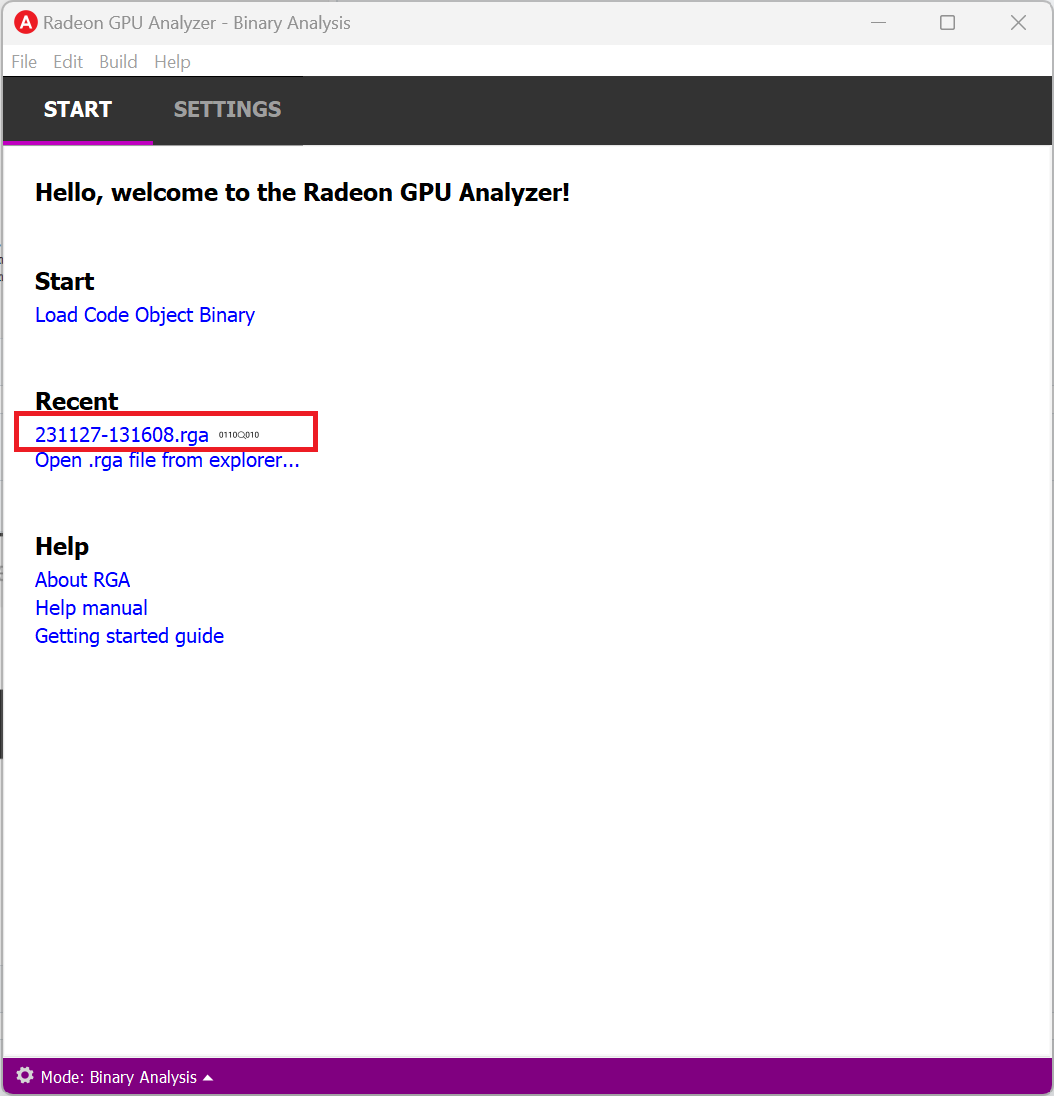 Radeon GPU Analyzer - Binary Analysis
File Edit Build Help
START SETTINGS
Hello, welcome to the Radeon GPU Analyzer!
Start
Load Code Object Binary
Recent
231127-131608.rga 0110 010
Open .rga file from explorer...
Help
About RGA
Help manual
Getting started guide
Mode: Binary Analysis